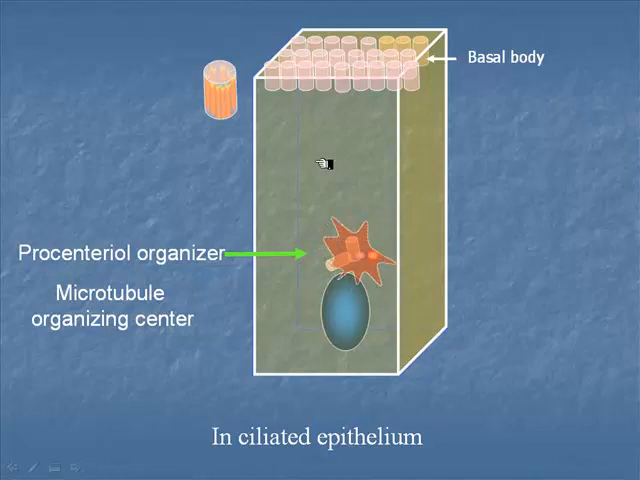 Basal body
Procenteriol organizer
Microtubule
organizing center
In ciliated epithelium